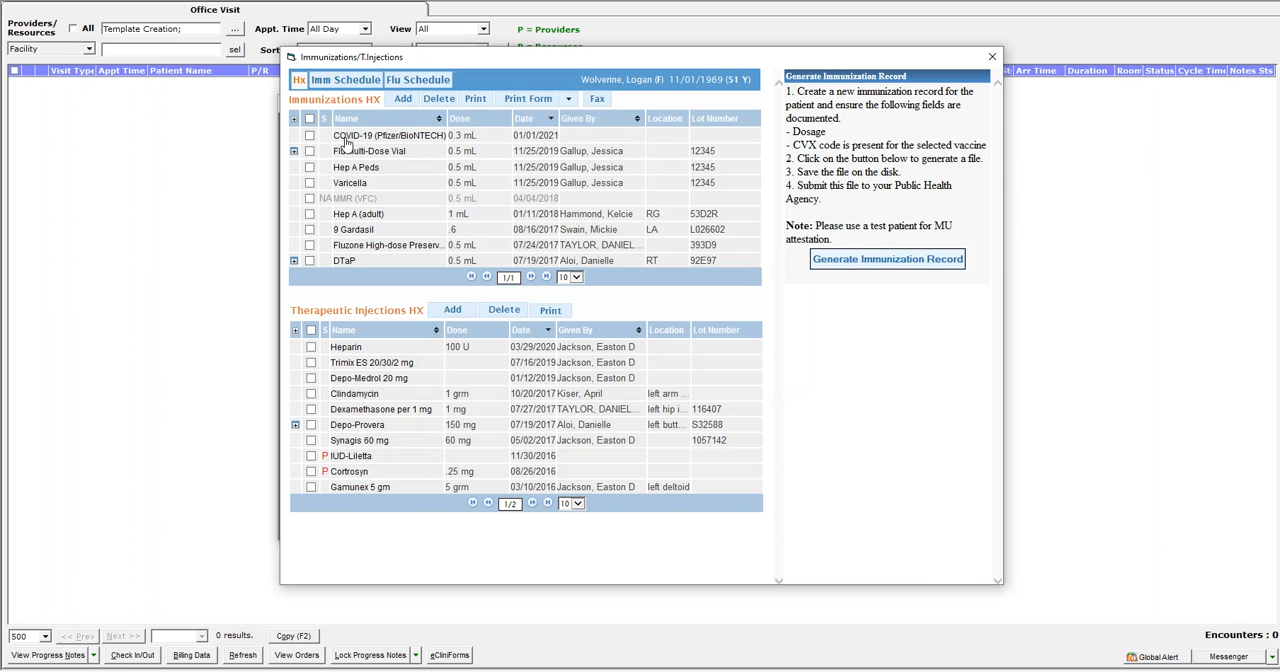 Office Visit
Providers/ Resources All Template Creation; ... Appt. Time All Day View All P = Providers
Facility sel Sort
Visit Type Appt Time Patient Name P/R Arr Time Duration Room Status Cycle Time Notes Sts
Immunizations/T.Injections
Hx Imm Schedule Flu Schedule Wolverine, Logan (F) 11/01/1969 (51 Y)
Immunizations HX Add Delete Print Print Form Fax
S Name Dose Date Given By Location Lot Number
COVID-19 (Pfizer/BioNTECH) 0.3 mL 01/01/2021
Flu Multi-Dose Vial 0.5 mL 11/25/2019 Gallup, Jessica 12345
Hep A Peds 0.5 mL 11/25/2019 Gallup, Jessica 12345
Varicella 0.5 mL 11/25/2019 Gallup, Jessica 12345
NA MMR (VFC) 0.5 mL 04/04/2018
Hep A (adult) 1 mL 01/11/2018 Hammond, Kelcie RG 53D2R
9 Gardasil .6 08/16/2017 Swain, Mickie LA L026602
Fluzone High-dose Preserv... 0.5 mL 07/24/2017 TAYLOR, DANIEL... 393D9
DTaP 0.5 mL 07/19/2017 Aloi, Danielle RT 92E97
1/1 10
Therapeutic Injections HX Add Delete Print
S Name Dose Date Given By Location Lot Number
Heparin 100 U 03/29/2020 Jackson, Easton D
Trimix ES 20/30/2 mg 07/16/2019 Jackson, Easton D
Depo-Medrol 20 mg 01/12/2019 Jackson, Easton D
Clindamycin 1 grm 10/20/2017 Kiser, April left arm ...
Dexamethasone per 1 mg 1 mg 07/27/2017 TAYLOR, DANIEL... left hip i... 116407
Depo-Provera 150 mg 07/19/2017 Aloi, Danielle left butt... S32588
Synagis 60 mg 60 mg 05/02/2017 Jackson, Easton D 1057142
P IUD-Liletta 11/30/2016
P Cortrosyn .25 mg 08/26/2016
Gamunex 5 gm 5 grm 03/10/2016 Jackson, Easton D left deltoid
1/2 10
Generate Immunization Record
1. Create a new immunization record for the
patient and ensure the following fields are
documented.
- Dosage
- CVX code is present for the selected vaccine
2. Click on the button below to generate a file.
3. Save the file on the disk.
4. Submit this file to your Public Health
Agency.
Note: Please use a test patient for MU
attestation.
Generate Immunization Record
500 << Prev Next >> 0 results. Copy (F2) Encounters : 0
View Progress Notes Check In/Out Billing Data Refresh View Orders Lock Progress Notes eCliniForms Global Alert Messenger